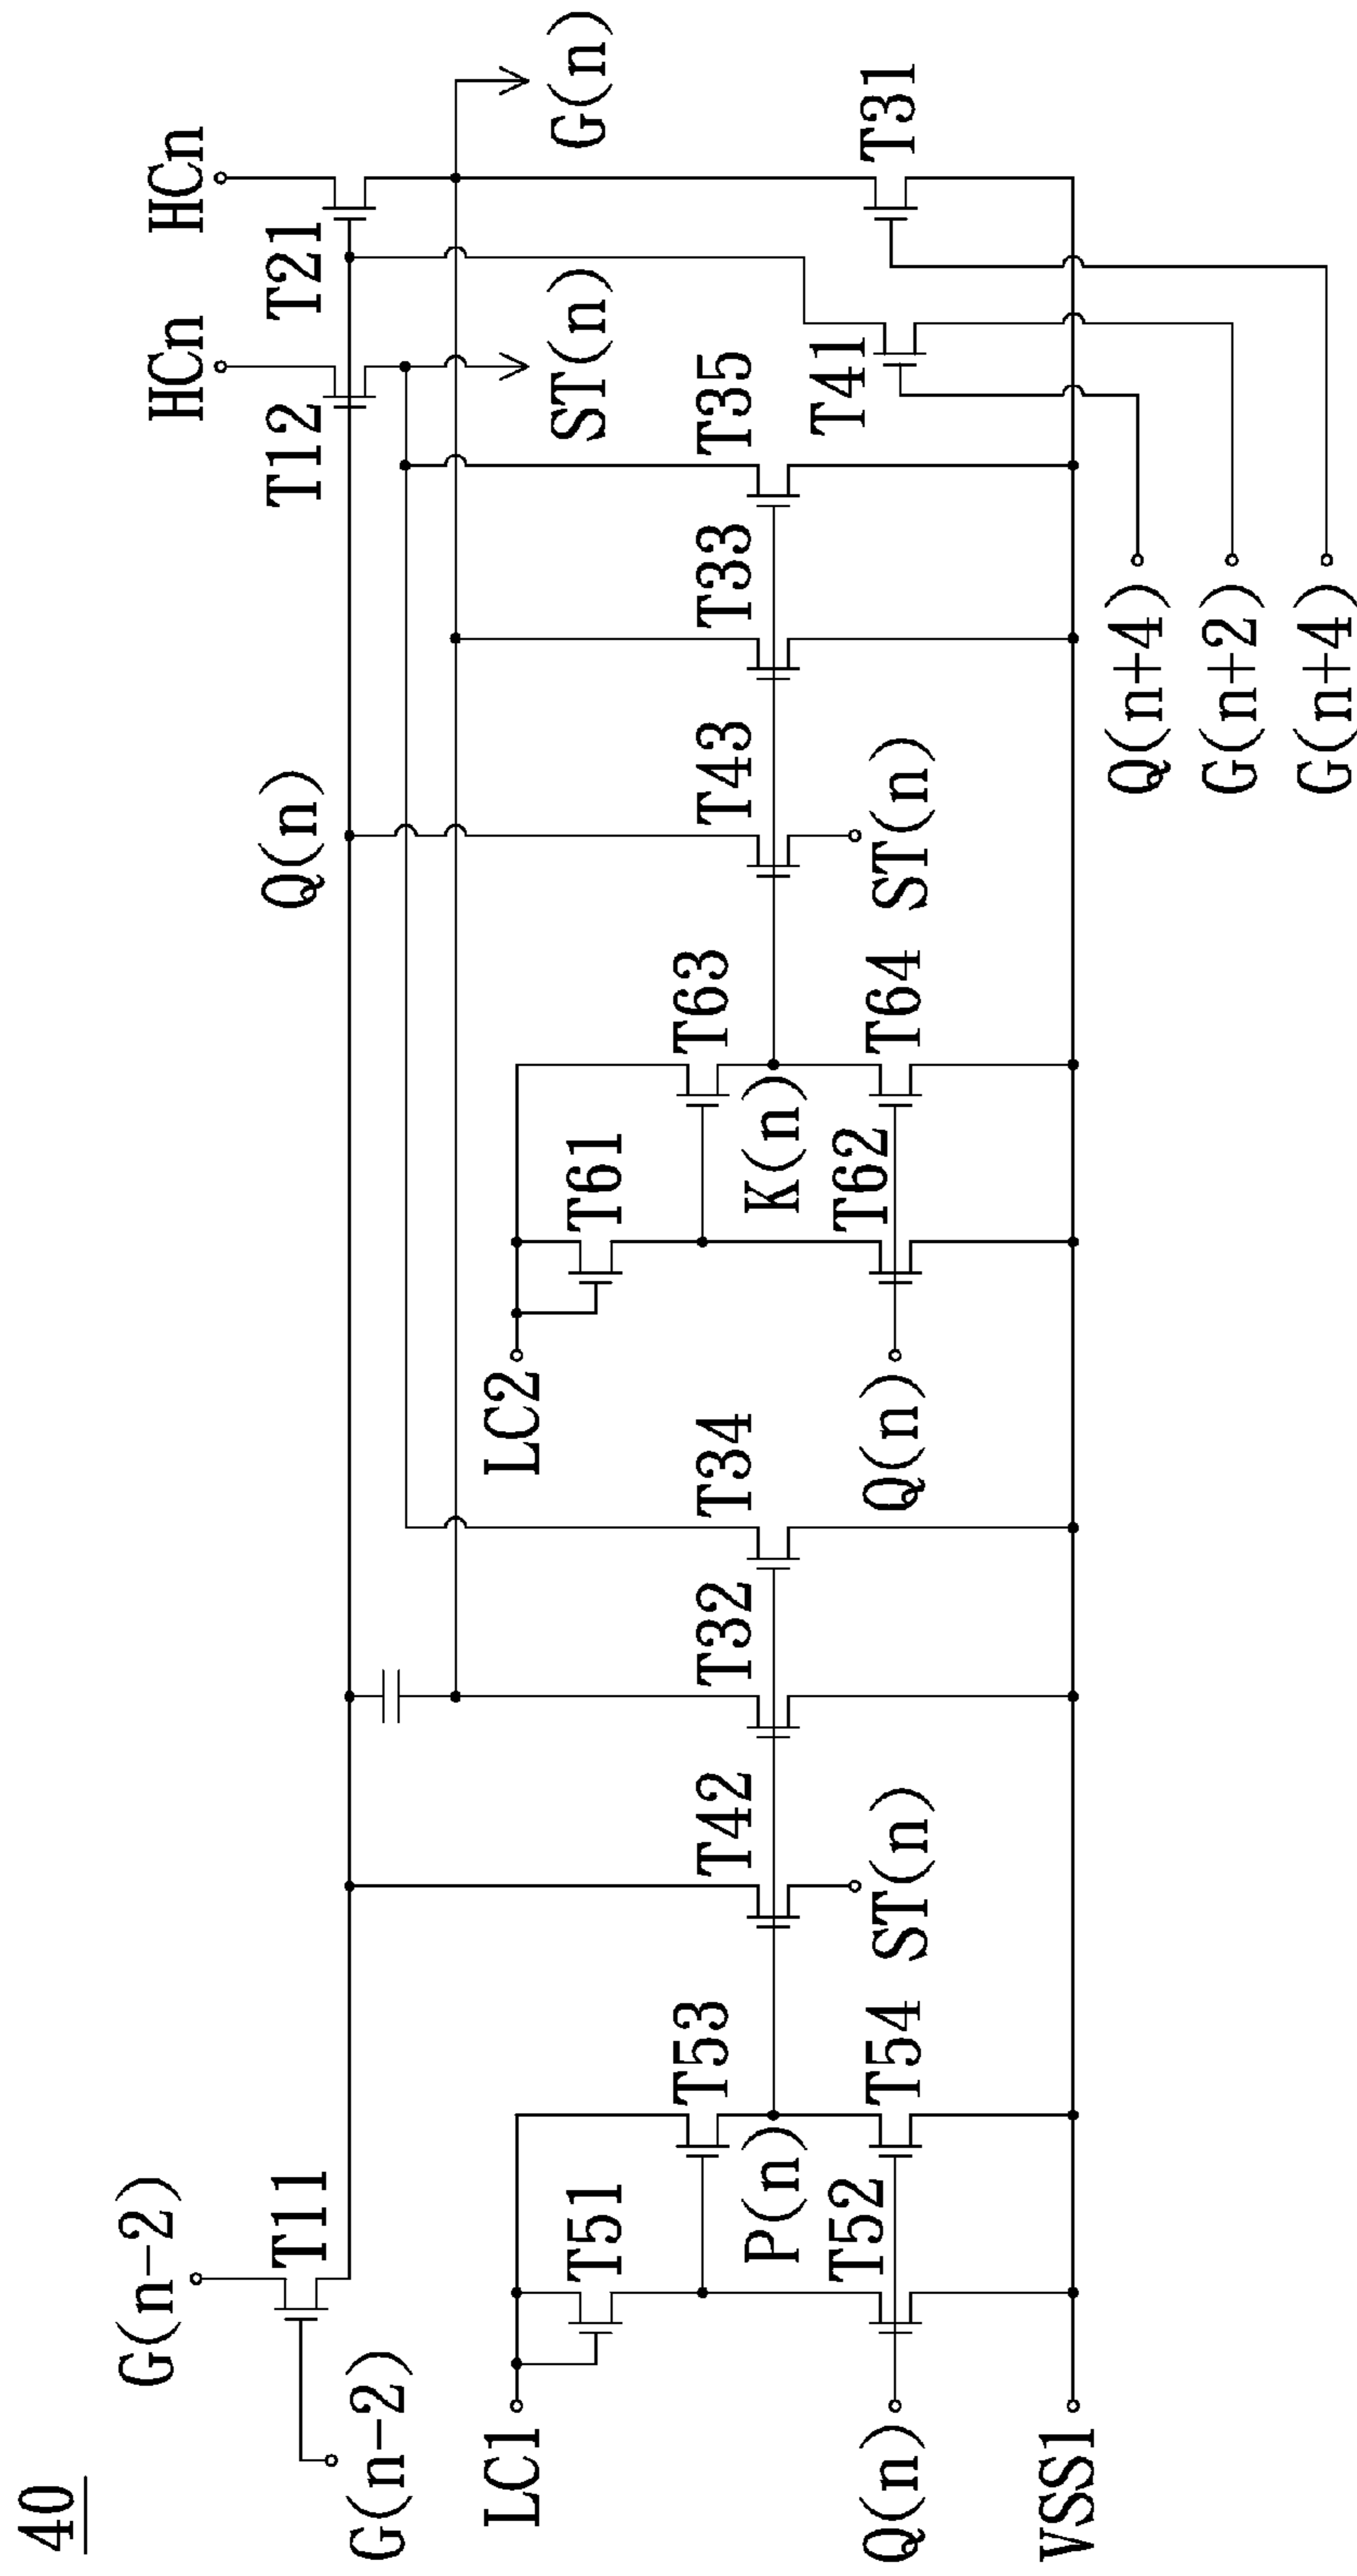 40
G(n-2)
T11
G(n-2)
LC1
T51
T53
P(n)
T52
T54
Q(n)
VSS1
T42
ST(n)
T32
T34
LC2
T61
T63
K(n)
T62
T64
Q(n)
Q(n)
T43
ST(n)
T33
T35
HCn
T12
ST(n)
HCn
T21
G(n)
T41
T31
Q(n+4)
G(n+2)
G(n+4)